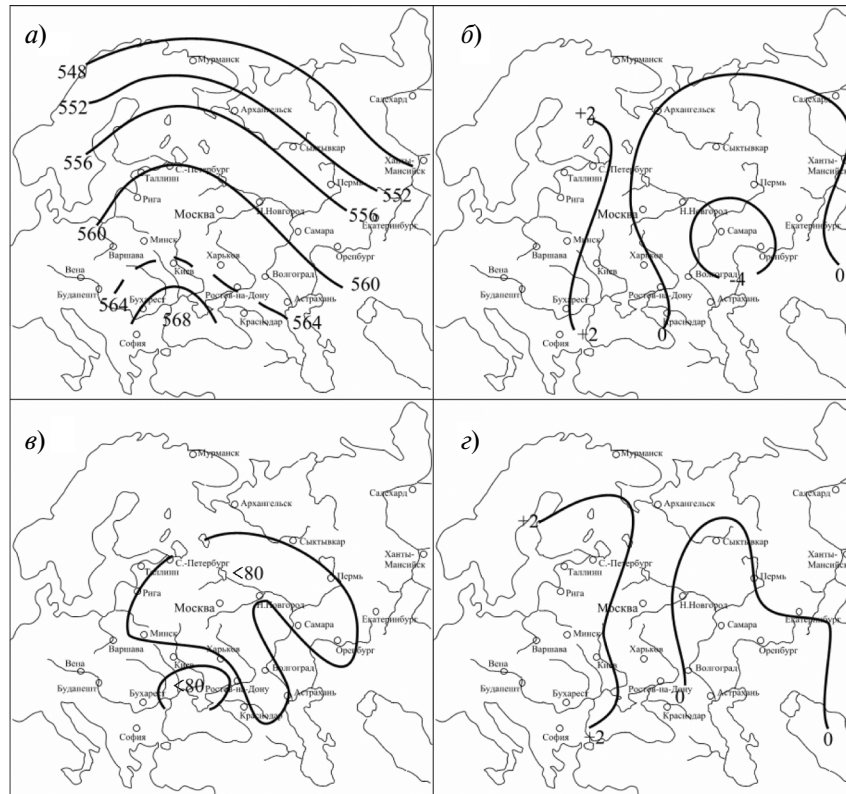 а)
Мурманск
548
Салехард
552
Архангельск
556
Сыктывкар
Ханты-
Мансийск
С.-Петербург
Таллинн
Пермь
552
Рига
Москва
Н.Новгород
556
560
Екатеринбург
Самара
Минск
Варшава
Харьков
Оренбург
Вена
Киев
Волгоград
560
Будапешт
564
Бухарест
Ростов-на-Дону
Астрахань
568
564
Краснодар
София
б)
Мурманск
Салехард
+2
Архангельск
Сыктывкар
Ханты-
Мансийск
С.-Петербург
Таллинн
Пермь
Рига
Москва
Н.Новгород
Екатеринбург
Самара
Минск
Варшава
Харьков
Оренбург
Вена
Киев
Волгоград
-4
0
Будапешт
Бухарест
Ростов-на-Дону
Астрахань
Краснодар
+2
0
София
в)
Мурманск
Салехард
Архангельск
Сыктывкар
Ханты-
Мансийск
С.-Петербург
Таллинн
<80
Пермь
Рига
Москва
Н.Новгород
Екатеринбург
Самара
Минск
Варшава
Харьков
Оренбург
Вена
Киев
Волгоград
Будапешт
<80
Бухарест
Ростов-на-Дону
Астрахань
Краснодар
София
г)
Мурманск
Салехард
Архангельск
+2
Сыктывкар
Ханты-
Мансийск
С.-Петербург
Таллинн
Пермь
Рига
Москва
Н.Новгород
Екатеринбург
Самара
Минск
Варшава
Харьков
Оренбург
Вена
Киев
Волгоград
Будапешт
Бухарест
Ростов-на-Дону
0
Астрахань
Краснодар
+2
0
София